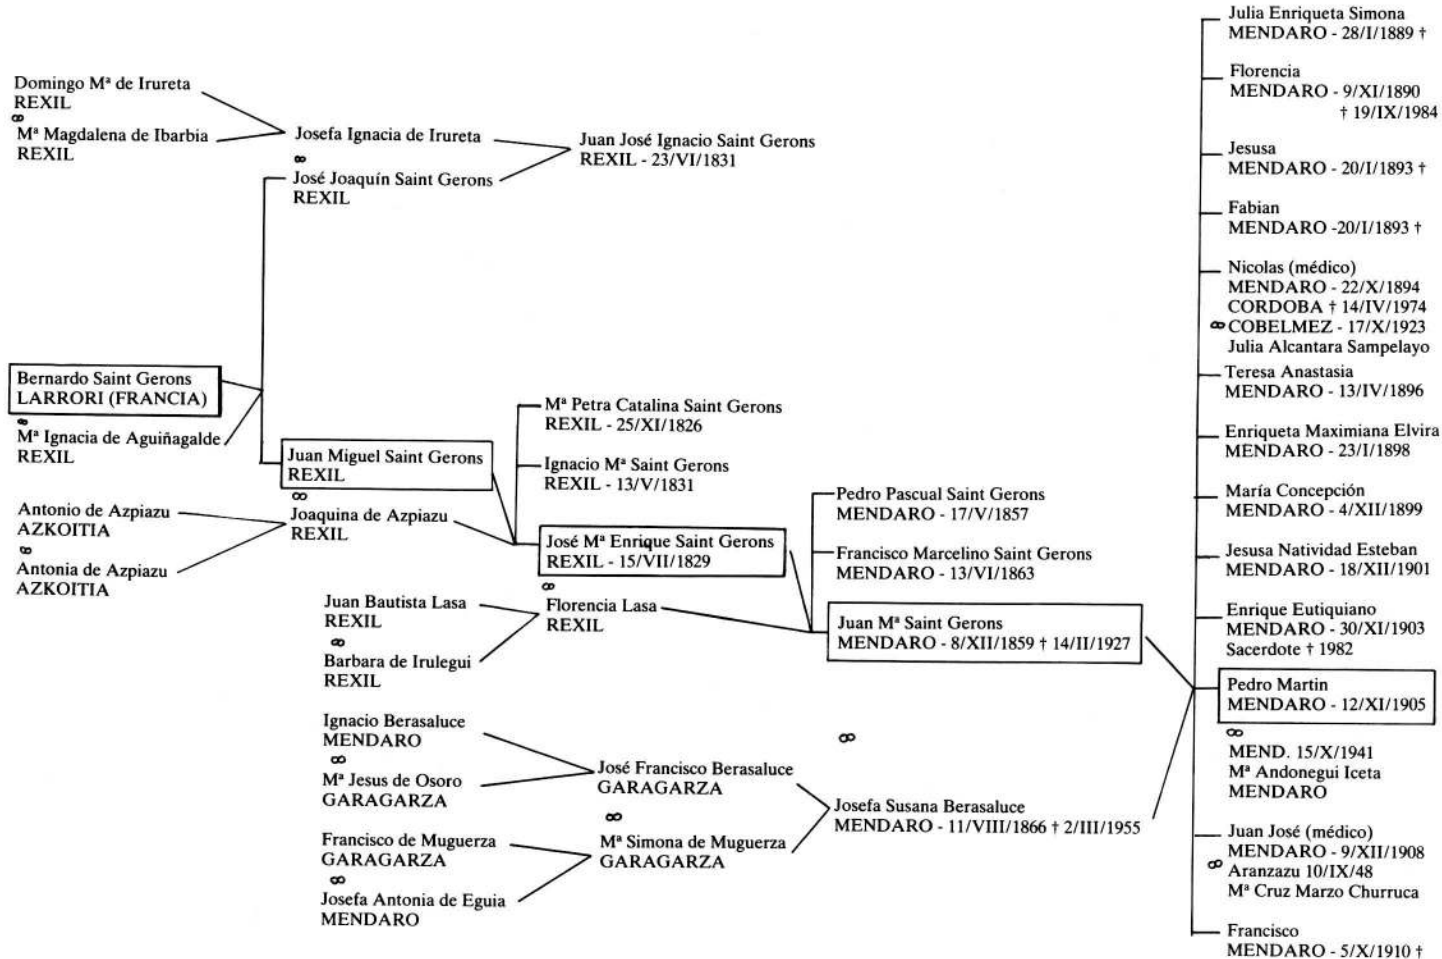 Domingo Mª de Irureta
REXIL
∞
Mª Magdalena de Ibarbia
REXIL
Josefa Ignacia de Irureta
∞
José Joaquín Saint Gerons
REXIL
Juan José Ignacio Saint Gerons
REXIL - 23/VI/1831
Bernardo Saint Gerons
LARRORI (FRANCIA)
∞
Mª Ignacia de Aguiñagalde
REXIL
Juan Miguel Saint Gerons
REXIL
∞
Joaquina de Azpiazu
REXIL
Antonio de Azpiazu
AZKOITIA
∞
Antonia de Azpiazu
AZKOITIA
Mª Petra Catalina Saint Gerons
REXIL - 25/XI/1826
Ignacio Mª Saint Gerons
REXIL - 13/V/1831
José Mª Enrique Saint Gerons
REXIL - 15/VII/1829
∞
Florencia Lasa
REXIL
Juan Bautista Lasa
REXIL
∞
Barbara de Irulegui
REXIL
Ignacio Berasaluce
MENDARO
∞
Mª Jesus de Osoro
GARAGARZA
Francisco de Muguerza
GARAGARZA
∞
Josefa Antonia de Eguia
MENDARO
José Francisco Berasaluce
GARAGARZA
∞
Mª Simona de Muguerza
GARAGARZA
Pedro Pascual Saint Gerons
MENDARO - 17/V/1857
Francisco Marcelino Saint Gerons
MENDARO - 13/VI/1863
Juan Mª Saint Gerons
MENDARO - 8/XII/1859 † 14/II/1927
∞
Josefa Susana Berasaluce
MENDARO - 11/VIII/1866 † 2/III/1955
Julia Enriqueta Simona
MENDARO - 28/I/1889 †
Florencia
MENDARO - 9/XI/1890
† 19/IX/1984
Jesusa
MENDARO - 20/I/1893 †
Fabian
MENDARO -20/I/1893 †
Nicolas (médico)
MENDARO - 22/X/1894
CORDOBA † 14/IV/1974
∞ COBELMEZ - 17/X/1923
Julia Alcantara Sampelayo
Teresa Anastasia
MENDARO - 13/IV/1896
Enriqueta Maximiana Elvira
MENDARO - 23/I/1898
María Concepción
MENDARO - 4/XII/1899
Jesusa Natividad Esteban
MENDARO - 18/XII/1901
Enrique Eutiquiano
MENDARO - 30/XI/1903
Sacerdote † 1982
Pedro Martin
MENDARO - 12/XI/1905
∞
MEND. 15/X/1941
Mª Andonegui Iceta
MENDARO
Juan José (médico)
MENDARO - 9/XII/1908
∞ Aranzazu 10/IX/48
Mª Cruz Marzo Churruca
Francisco
MENDARO - 5/X/1910 †